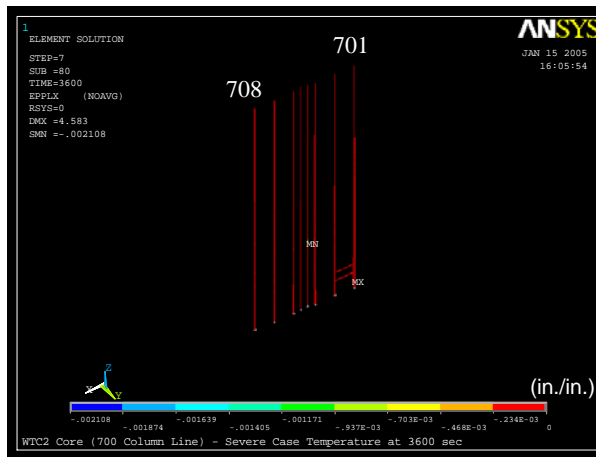 1
ANSYS
ELEMENT SOLUTION
JAN 15 2005
16:05:54
STEP=7
SUB =80
TIME=3600
EPPLX (NOAVG)
RSYS=0
DMX =4.583
SMN =-.002108
701
708
MN
MX
Z
X
Y
(in./in.)
-.002108 -.001639 -.001171 -.703E-03 -.234E-03
-.001874 -.001405 -.937E-03 -.468E-03 0
WTC2 Core (700 Column Line) - Severe Case Temperature at 3600 sec